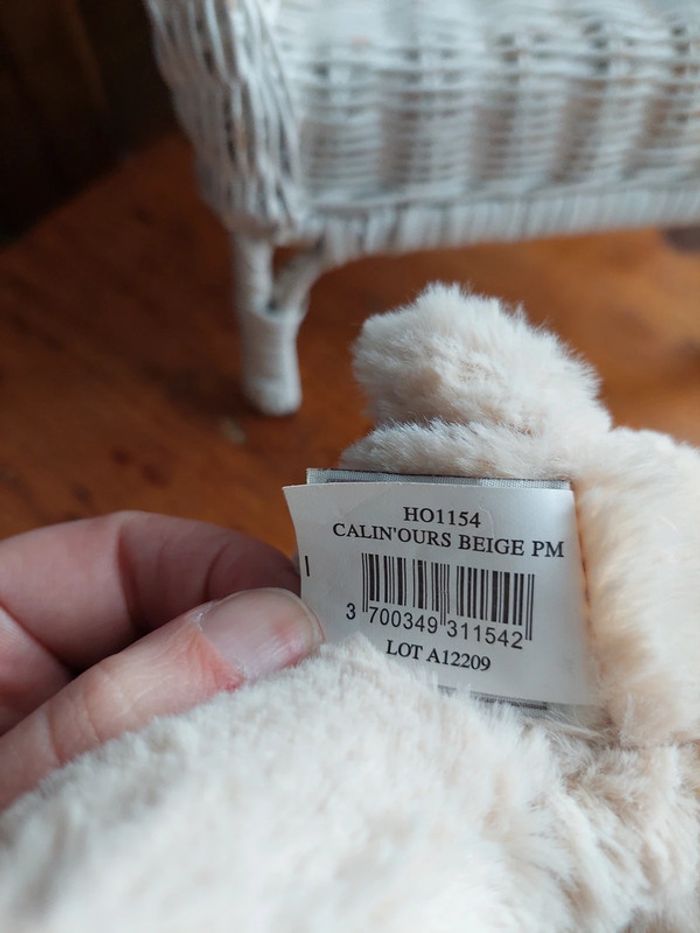 HO1154
CALIN'OURS BEIGE PM
3 700349 311542
LOT A12209